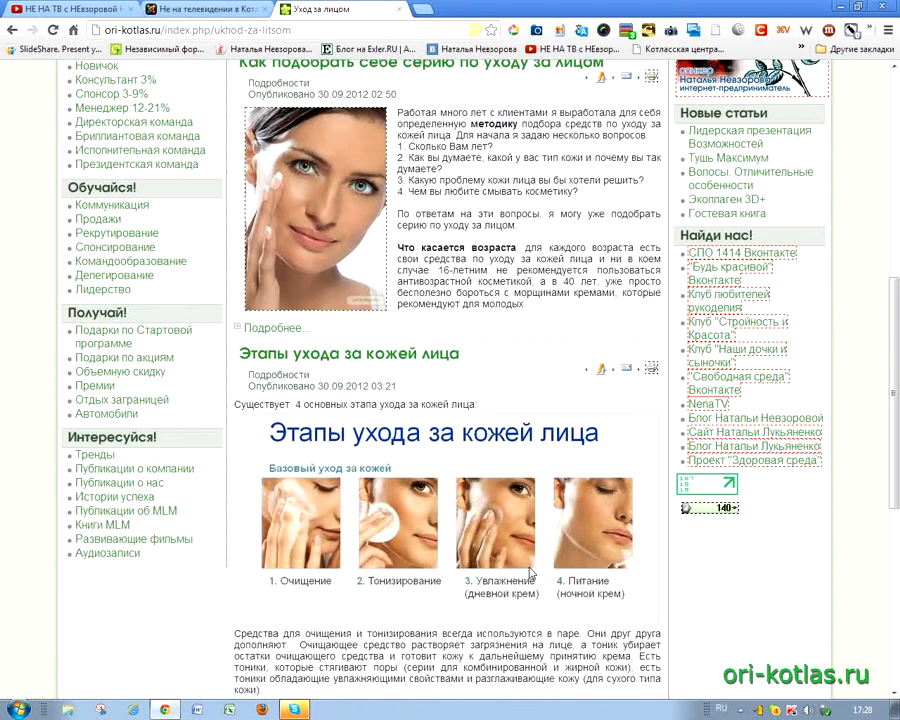 НЕ НА ТВ с НЕвзоровой Н
Не на телевидении в Котл
Уход за лицом
ori-kotlas.ru/index.php/ukhod-za-litsom
SlideShare. Present y...
Независимый фор...
Наталья Невзоров...
Блог на Exler.RU | A...
Наталья Невзорова
НЕ НА ТВ с НЕвзор...
Котласская центра...
Другие закладки
Новичок
Консультант 3%
Спонсор 3-9%
Менеджер 12-21%
Директорская команда
Бриллиантовая команда
Исполнительная команда
Президентская команда
Обучайся!
Коммуникация
Продажи
Рекрутирование
Спонсирование
Командообразование
Делегирование
Лидерство
Получай!
Подарки по Стартовой
программе
Подарки по акциям
Объемную скидку
Премии
Отдых заграницей
Автомобили
Интересуйся!
Тренды
Публикации о компании
Публикации о нас
Истории успеха
Публикации об MLM
Книги MLM
Развивающие фильмы
Аудиозаписи
Как подобрать себе серию по уходу за лицом
Подробности
Опубликовано 30.09.2012 02:50
Работая много лет с клиентами я выработала для себя
определенную методику подбора средств по уходу за
кожей лица. Для начала я задаю несколько вопросов:
1. Сколько Вам лет?
2. Как вы думаете, какой у вас тип кожи и почему вы так
думаете?
3. Какую проблему кожи лица вы бы хотели решить?
4. Чем вы любите смывать косметику?
По ответам на эти вопросы, я могу уже подобрать
серию по уходу за лицом.
Что касается возраста для каждого возраста есть
свои средства по уходу за кожей лица и ни в коем
случае 16-летним не рекомендуется пользоваться
антивозрастной косметикой, а в 40 лет, уже просто
бесполезно бороться с морщинами кремами, которые
рекомендуют для молодых.
Подробнее...
Этапы ухода за кожей лица
Подробности
Опубликовано 30.09.2012 03:21
Существует 4 основных этапа ухода за кожей лица:
Этапы ухода за кожей лица
Базовый уход за кожей
1. Очищение
2. Тонизирование
3. Увлажнение
(дневной крем)
4. Питание
(ночной крем)
Средства для очищения и тонизирования всегда используются в паре. Они друг друга
дополняют. Очищающее средство растворяет загрязнения на лице, а тоник убирает
остатки очищающего средства и готовит кожу к дальнейшему принятию крема. Есть
тоники, которые стягивают поры (серии для комбинированной и жирной кожи), есть
тоники обладающие увлажняющими свойствами и разглаживающие кожу (для сухого типа
кожи).
Наталья Невзорова
интернет-предприниматель
Новые статьи
Лидерская презентация
Возможностей
Тушь Максимум
Волосы. Отличительные
особенности
Экоплаген 3D+
Гостевая книга
Найди нас!
СПО 1414 Вконтакте
"Будь красивой"
Вконтакте
Клуб любителей
рукоделия
Клуб "Стройность и
Красота"
Клуб "Наши дочки и
сыночки"
"Свободная среда"
Вконтакте
NenaTV
Блог Натальи Невзоровой
Сайт Натальи Лукьяненко
Блог Натальи Лукьяненко
Проект "Здоровая среда"
140+
ori-kotlas.ru
RU
17:28